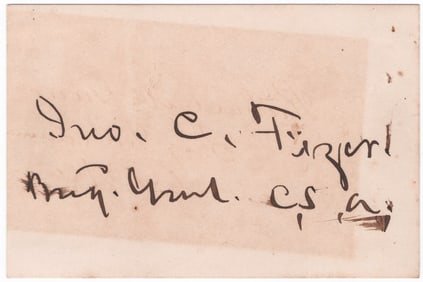 Jno. C. Fizer
Brig. Genl. C.S.A.